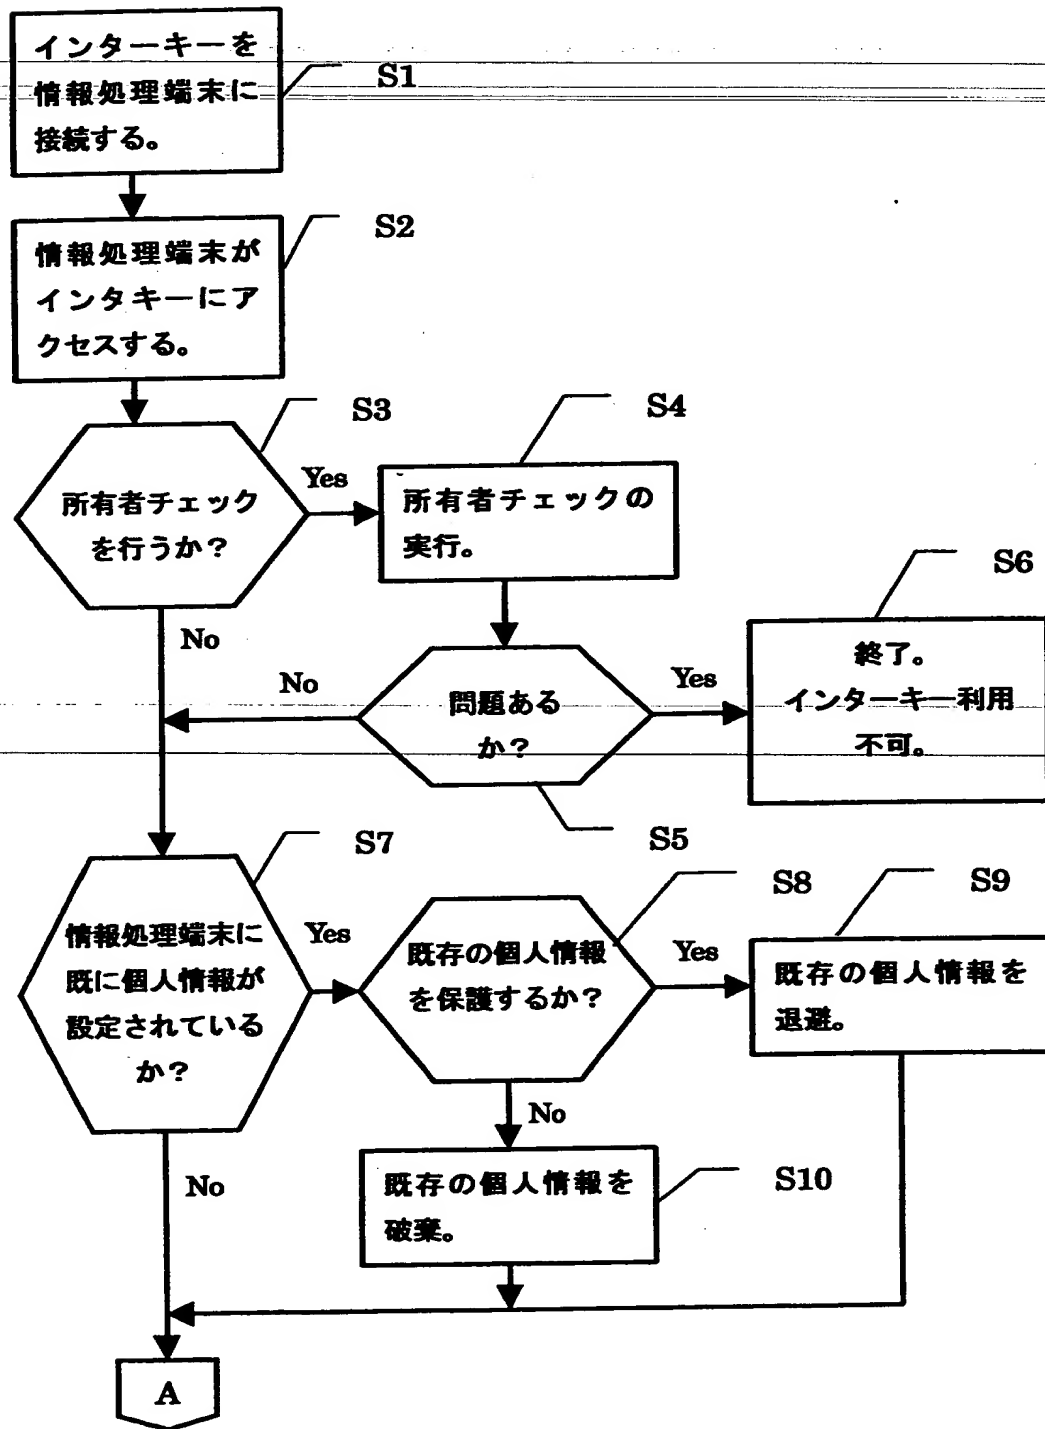 インターキーを
情報処理端末に
接続する。
S1
情報処理端末が
インタキーにア
クセスする。
S2
所有者チェック
を行うか？
S3
Yes
No
所有者チェックの
実行。
S4
問題ある
か？
S5
No
Yes
終了。
インターキー利用
不可。
S6
情報処理端末に
既に個人情報が
設定されている
か？
S7
Yes
No
既存の個人情報
を保護するか？
S8
Yes
No
既存の個人情報を
退避。
S9
既存の個人情報を
破棄。
S10
A